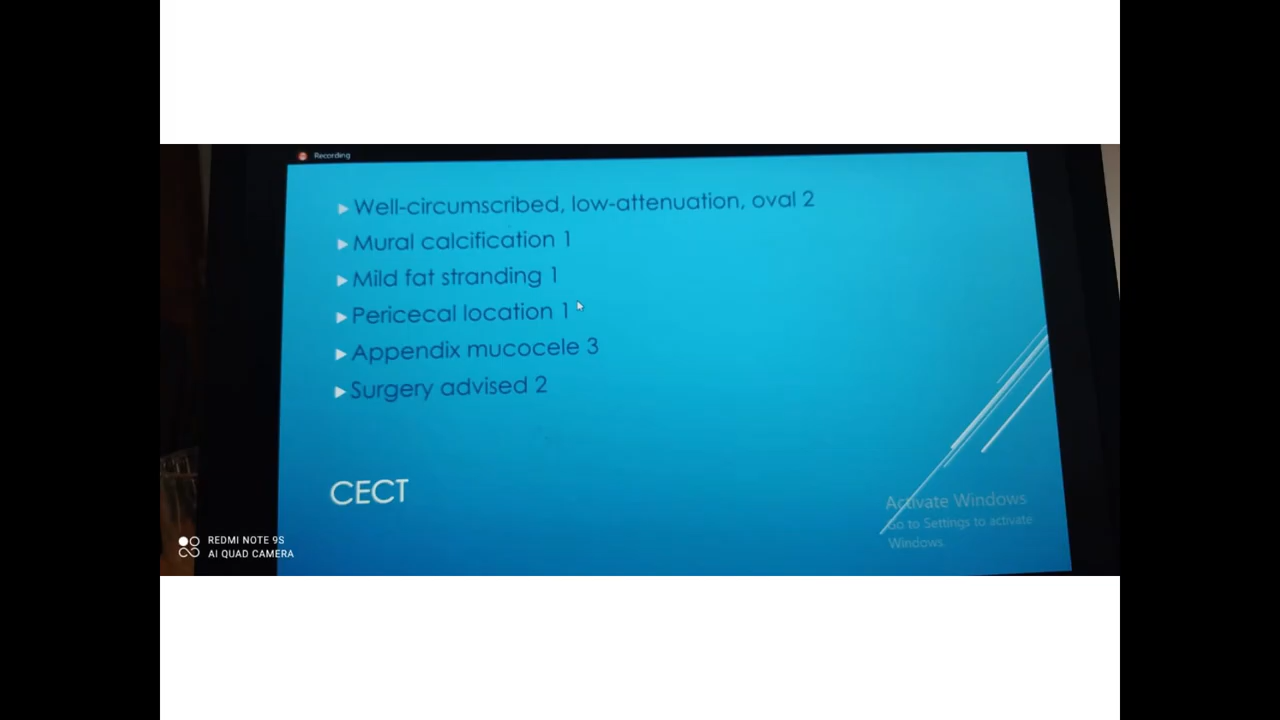 Recording
Well-circumscribed, low-attenuation, oval 2
Mural calcification 1
Mild fat stranding 1
Pericecal location 1
Appendix mucocele 3
Surgery advised 2
CECT
Activate Windows
Go to Settings to activate
Windows.
REDMI NOTE 9S
AI QUAD CAMERA